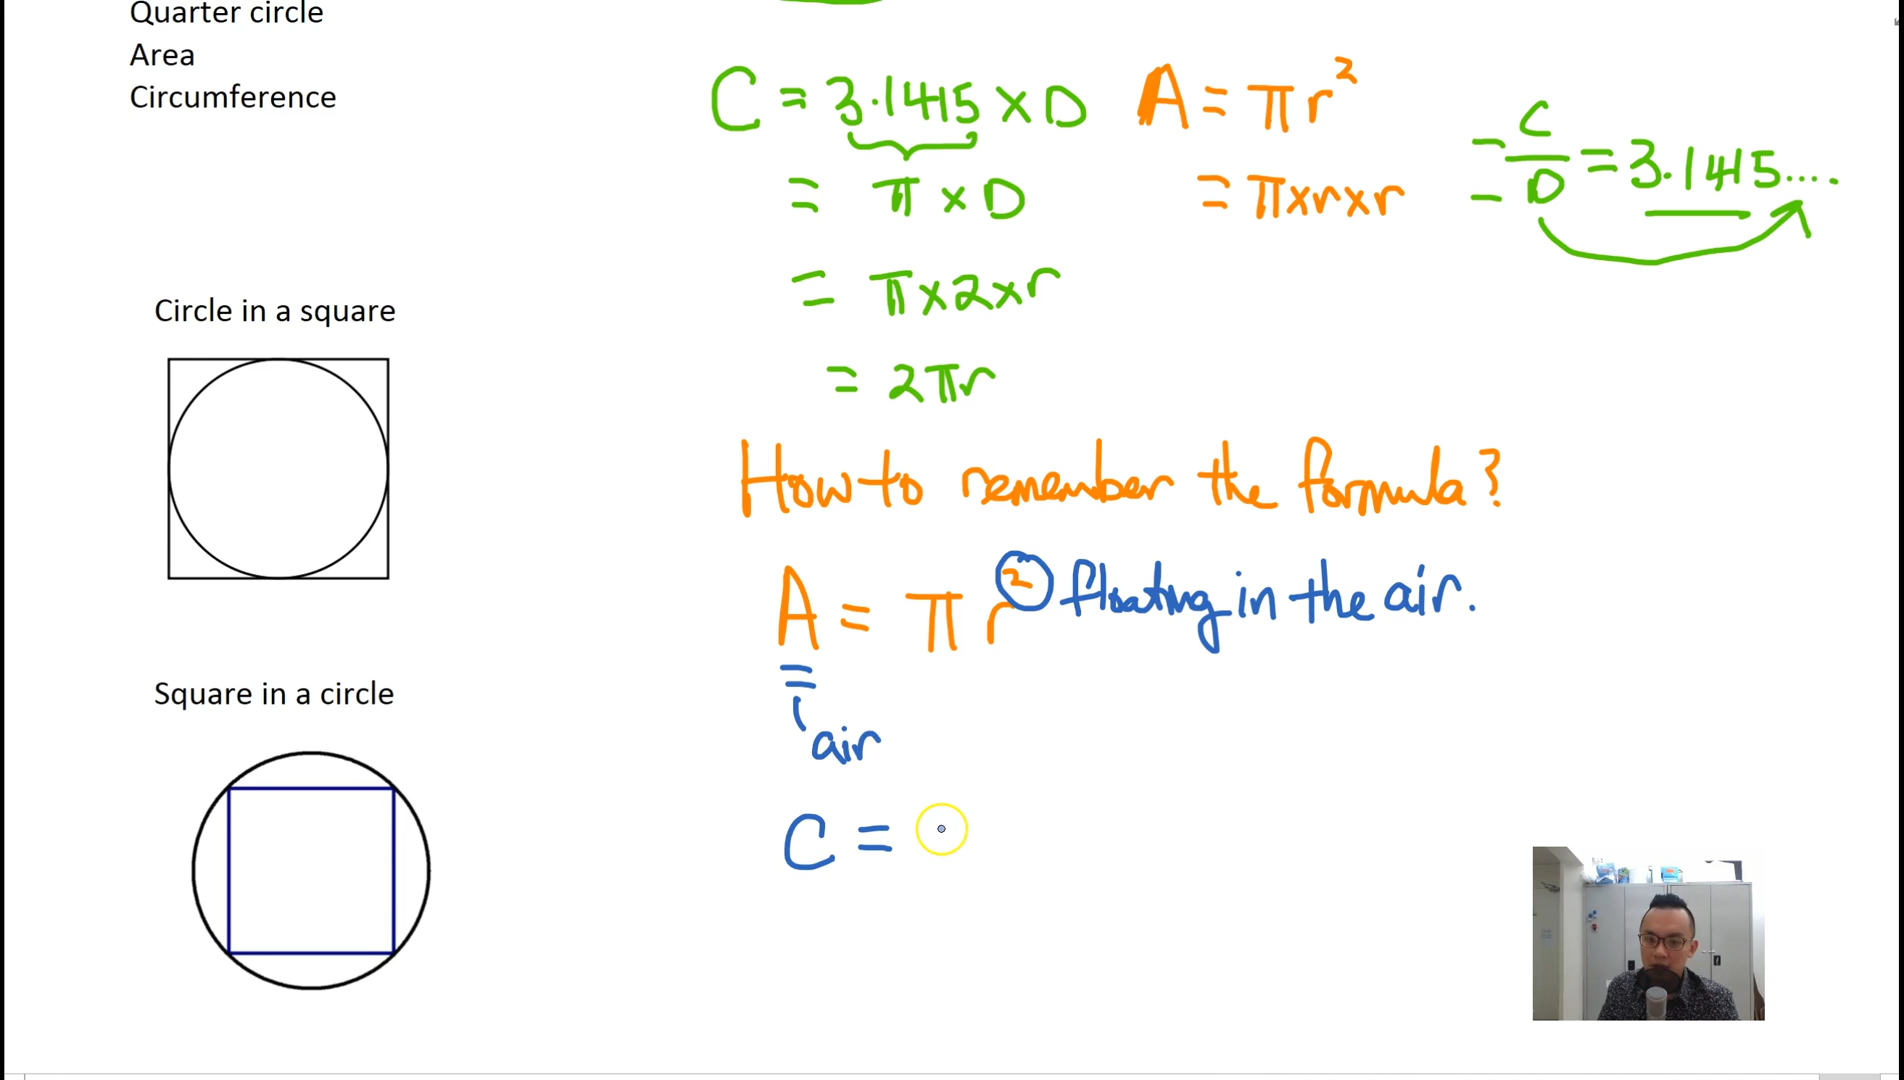 Quarter circle
Area
Circumference
C = 3.1415 × D
= π × D
= π × 2 × r
= 2πr
A = πr²
= π×r×r
= C/D = 3.1415....
Circle in a square
How to remember the formula?
A = π r² floating in the air.
air
Square in a circle
C =